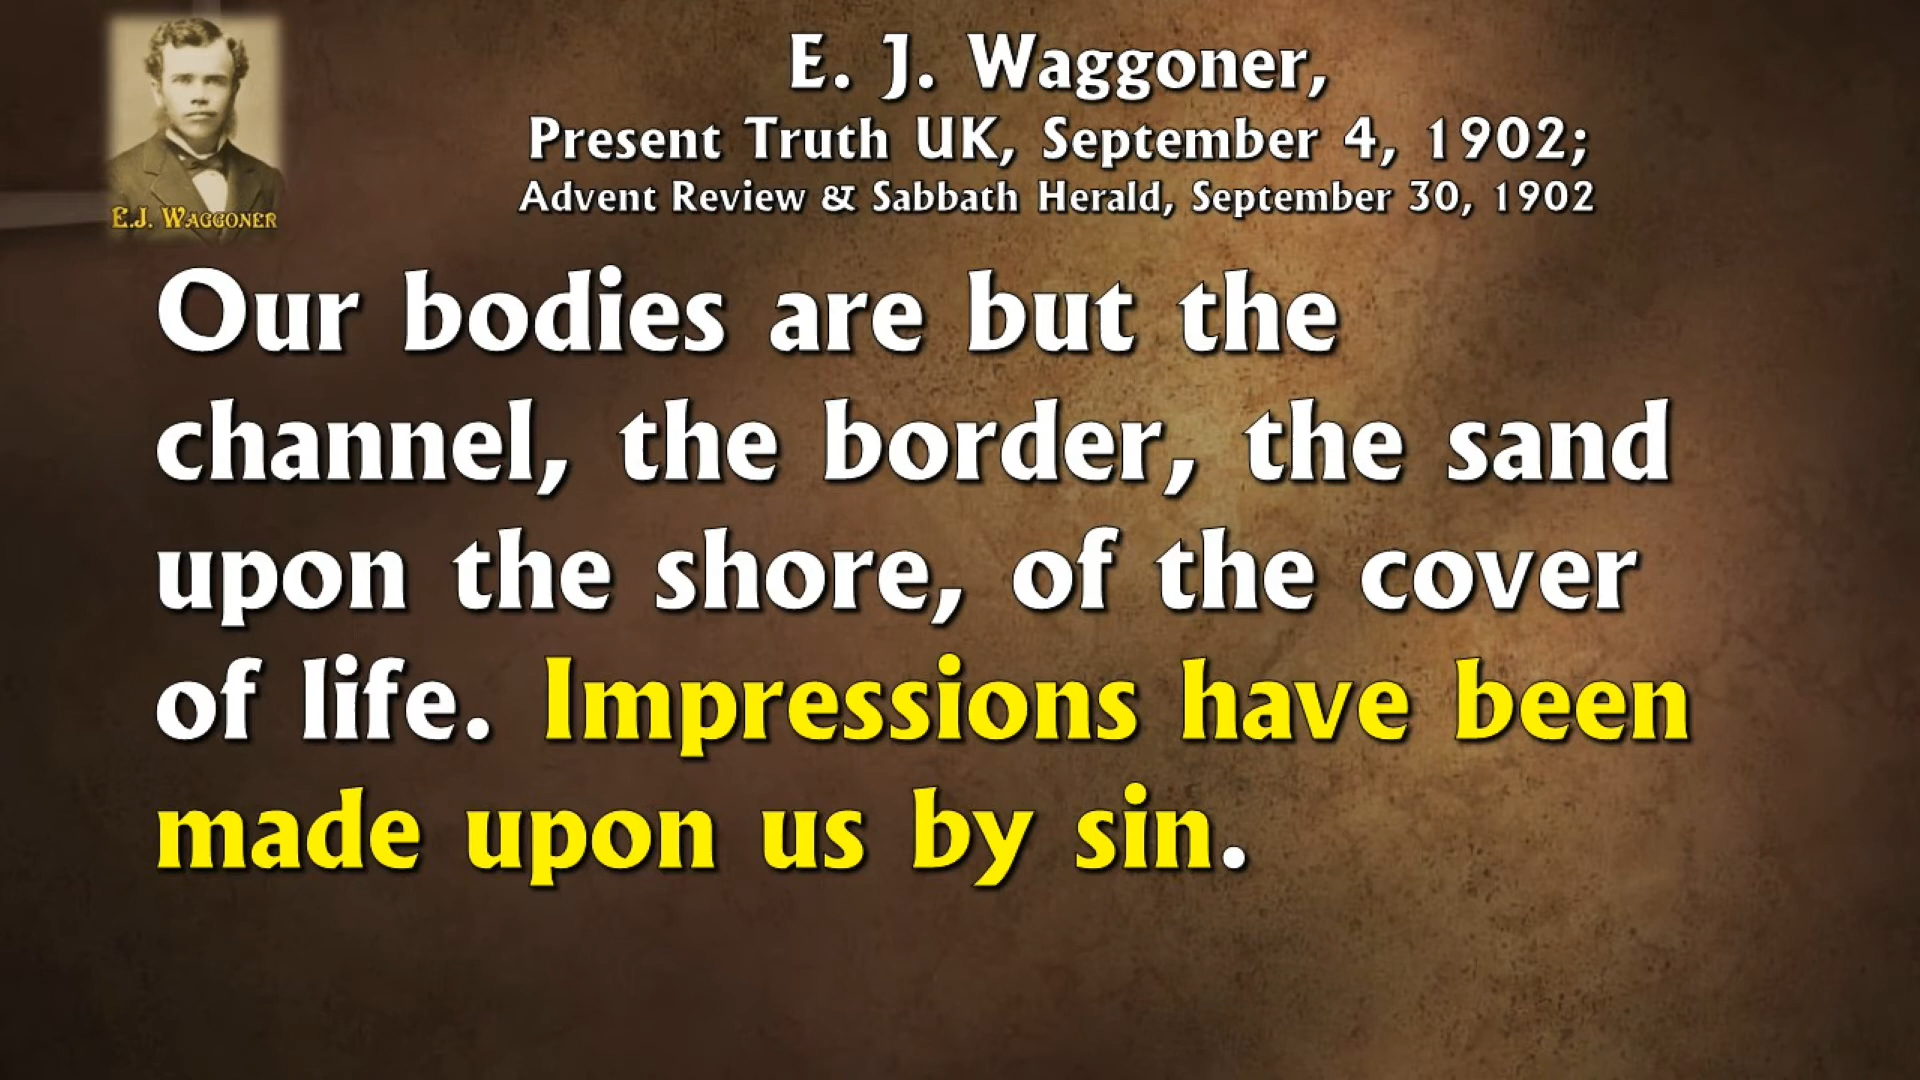 E. J. Waggoner,
Present Truth UK, September 4, 1902;
Advent Review & Sabbath Herald, September 30, 1902
E.J. WAGGONER
Our bodies are but the
channel, the border, the sand
upon the shore, of the cover
of life. Impressions have been
made upon us by sin.